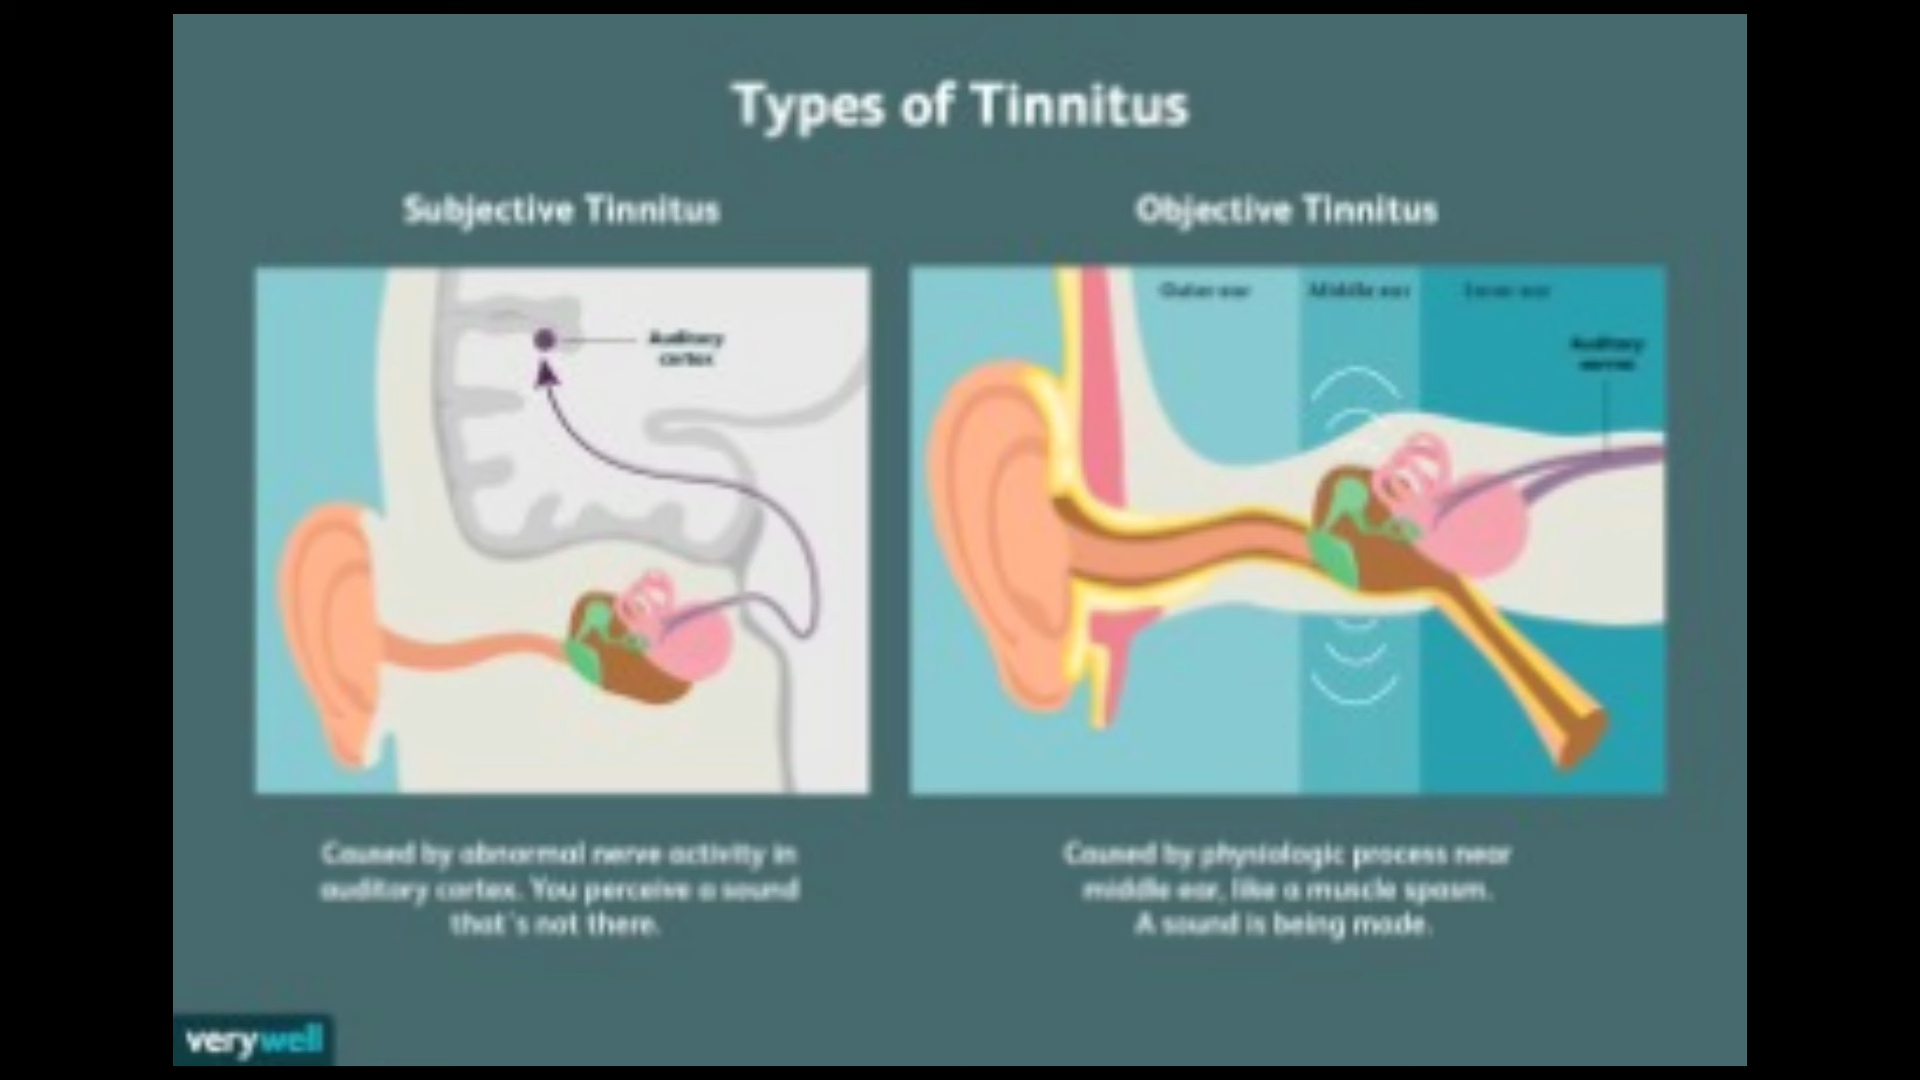 Types of Tinnitus
Subjective Tinnitus
Objective Tinnitus
Auditory
cortex
Outer ear
Middle ear
Inner ear
Auditory
nerves
Caused by abnormal nerve activity in
auditory cortex. You perceive a sound
that's not there.
Caused by physiologic process near
middle ear, like a muscle spasm.
A sound is being made.
verywell